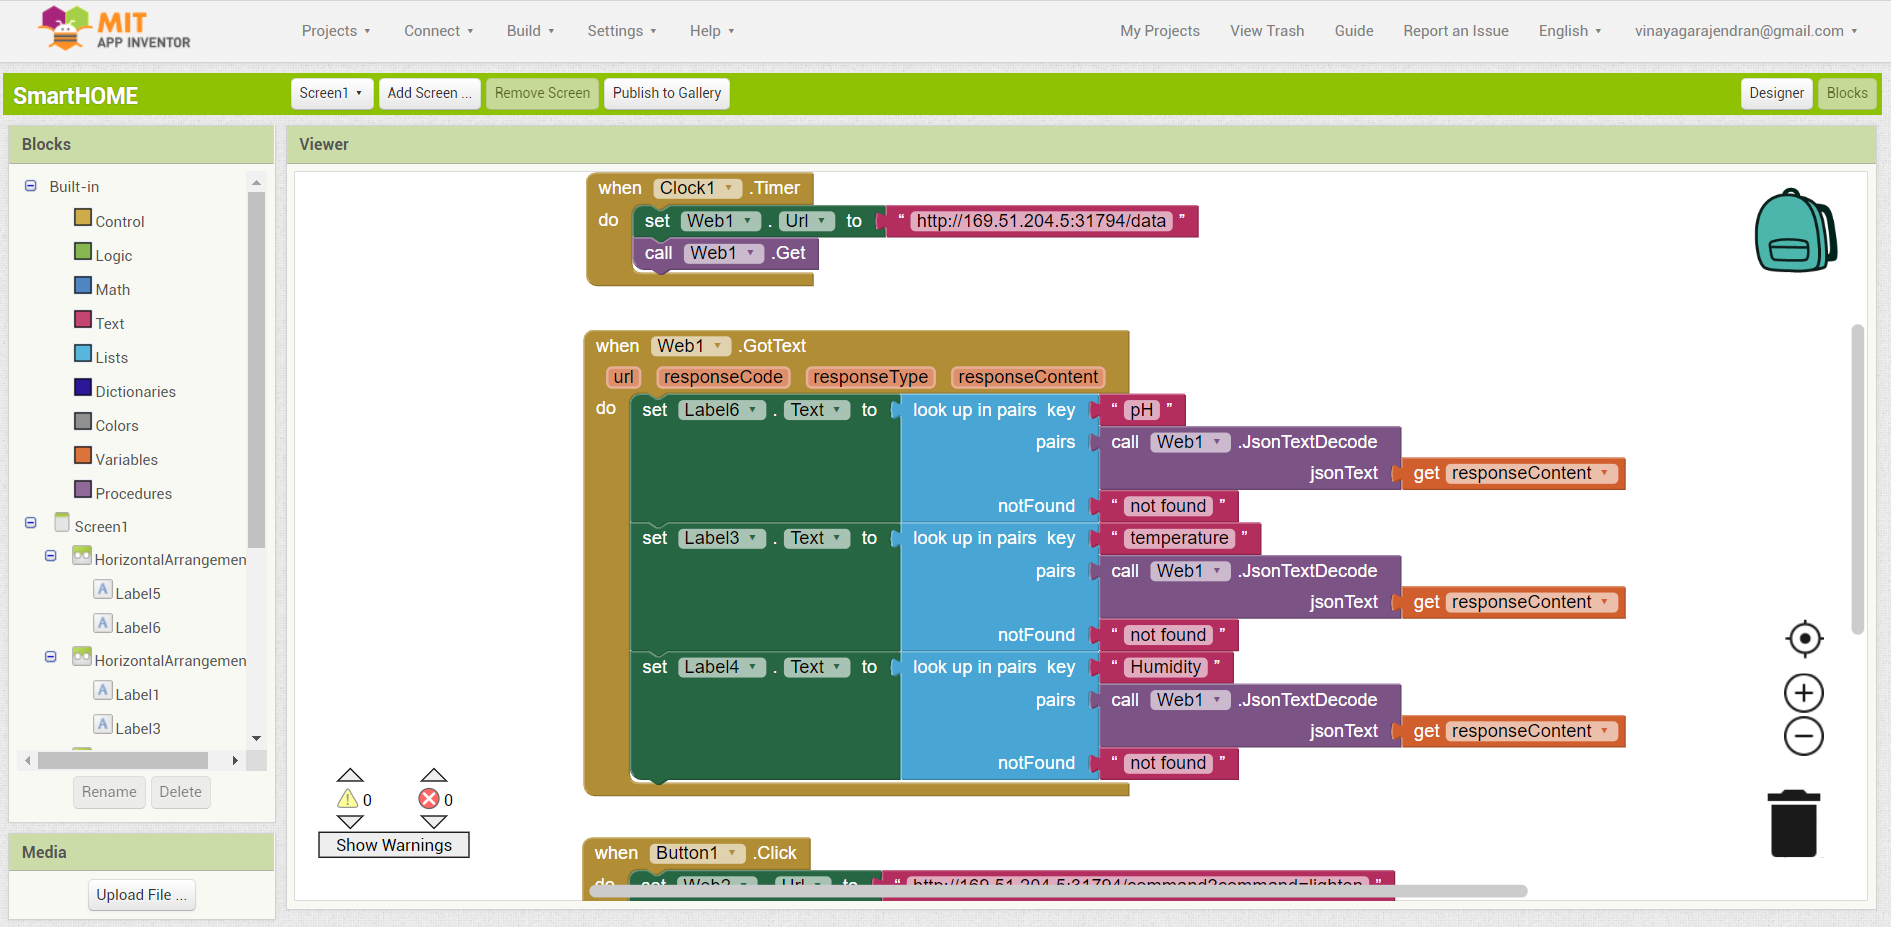 MIT
APP INVENTOR
Projects Connect Build Settings Help My Projects View Trash Guide Report an Issue English vinayagarajendran@gmail.com
SmartHOME Screen1 Add Screen ... Remove Screen Publish to Gallery Designer Blocks
Blocks
Built-in
Control
Logic
Math
Text
Lists
Dictionaries
Colors
Variables
Procedures
Screen1
HorizontalArrangemen
Label5
Label6
HorizontalArrangemen
Label1
Label3
Rename Delete
Media
Upload File ...
Viewer
when Clock1 .Timer
do set Web1 . Url to “ http://169.51.204.5:31794/data ”
call Web1 .Get
when Web1 .GotText
url responseCode responseType responseContent
do set Label6 . Text to look up in pairs key “ pH ”
pairs call Web1 .JsonTextDecode
jsonText get responseContent
notFound “ not found ”
set Label3 . Text to look up in pairs key “ temperature ”
pairs call Web1 .JsonTextDecode
jsonText get responseContent
notFound “ not found ”
set Label4 . Text to look up in pairs key “ Humidity ”
pairs call Web1 .JsonTextDecode
jsonText get responseContent
notFound “ not found ”
0 0
Show Warnings
when Button1 .Click
do set Web2 . Url to “ http://169.51.204.5:31794/command?command=lighton ”